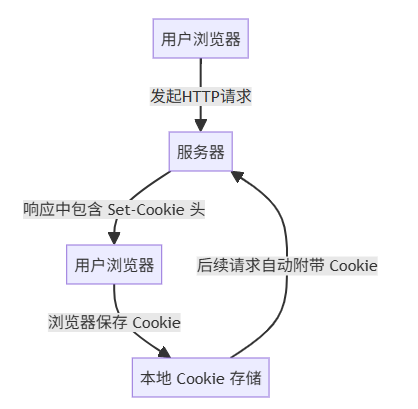 用户浏览器
发起HTTP请求
服务器
响应中包含 Set-Cookie 头
用户浏览器
后续请求自动附带 Cookie
浏览器保存 Cookie
本地 Cookie 存储